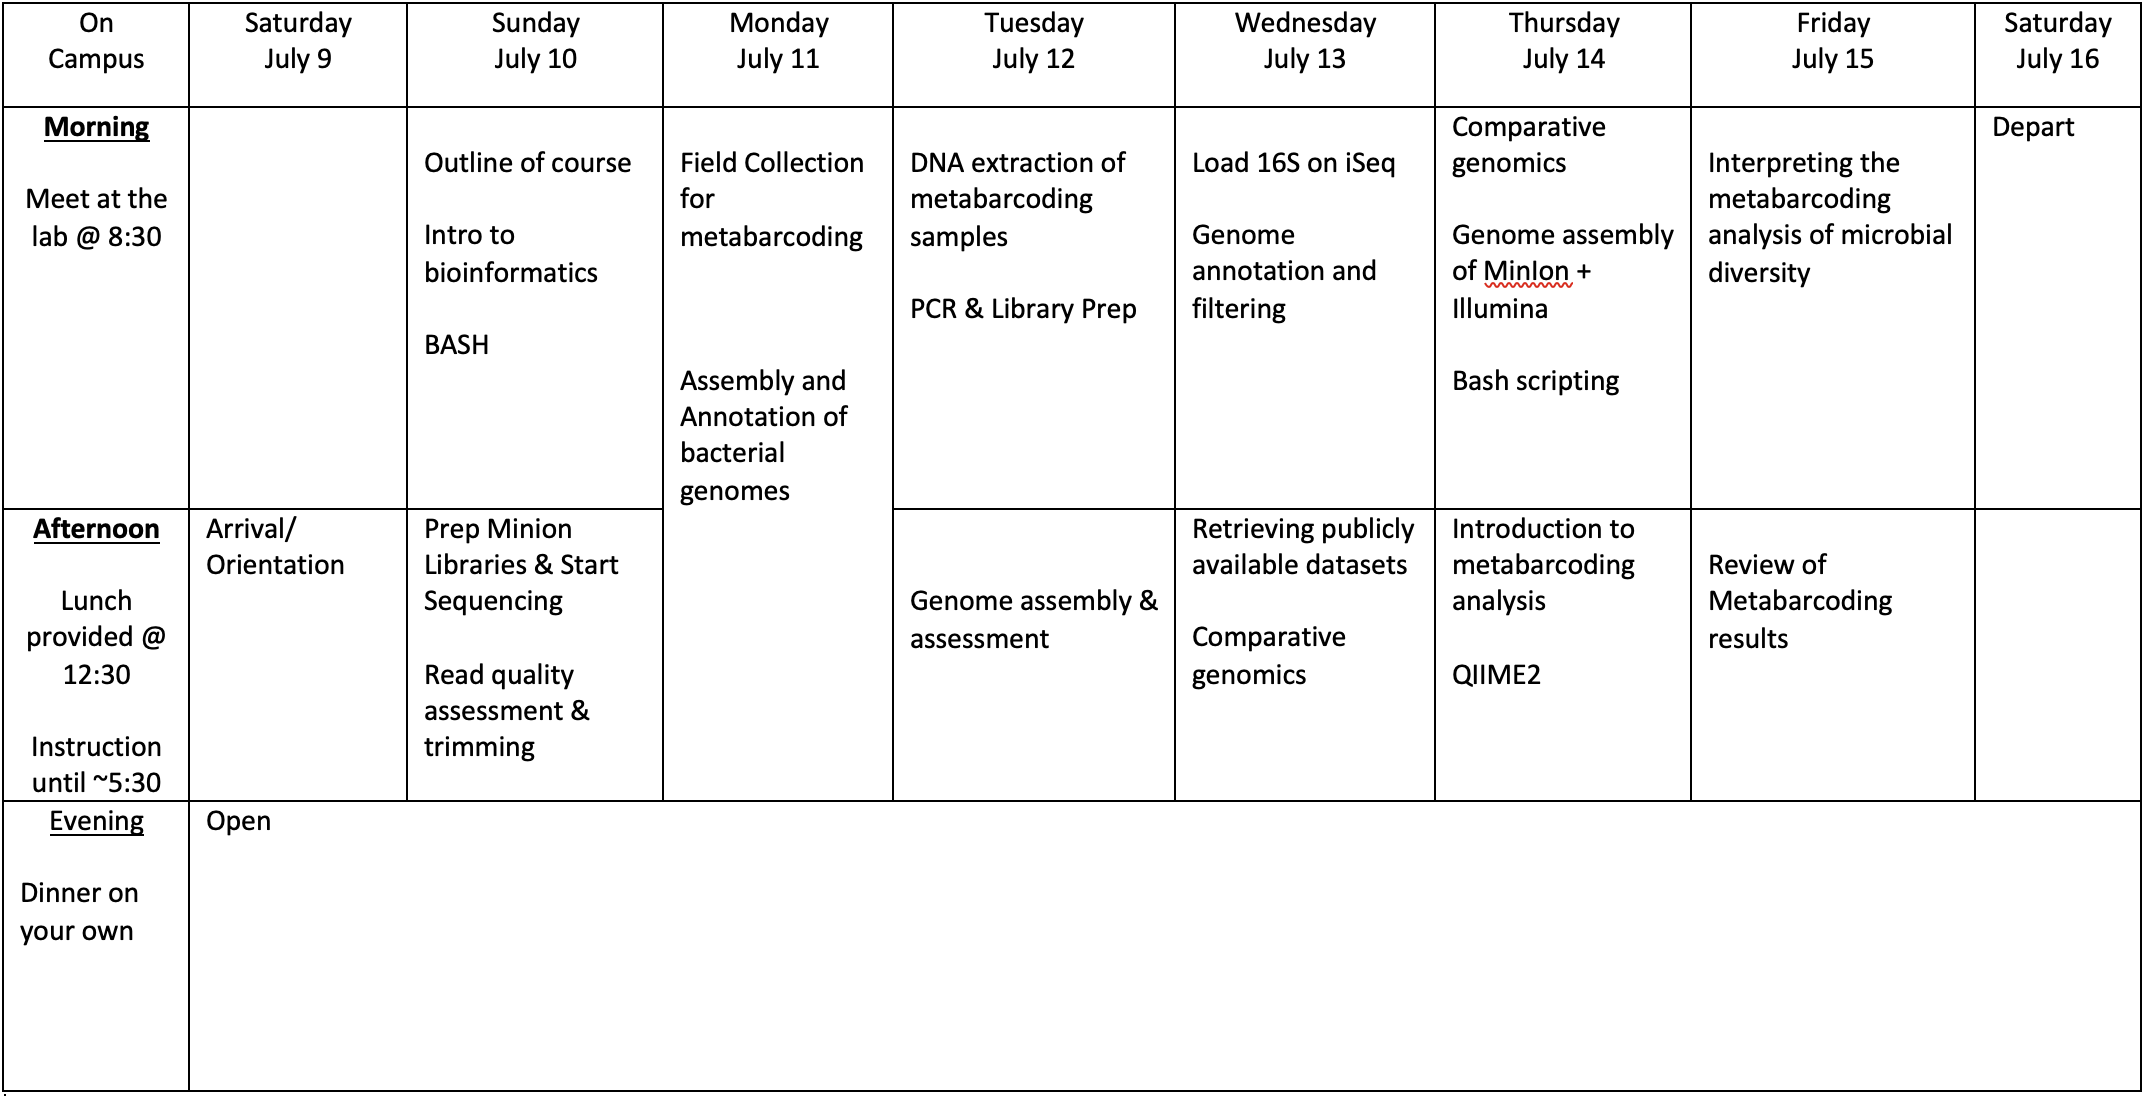 On
Campus
Saturday
July 9
Sunday
July 10
Monday
July 11
Tuesday
July 12
Wednesday
July 13
Thursday
July 14
Friday
July 15
Saturday
July 16
Morning
Meet at the
lab @ 8:30
Outline of course
Intro to
bioinformatics
BASH
Field Collection
for
metabarcoding
Assembly and
Annotation of
bacterial
genomes
DNA extraction of
metabarcoding
samples
PCR & Library Prep
Load 16S on iSeq
Genome
annotation and
filtering
Comparative
genomics
Genome assembly
of MinIon +
Illumina
Bash scripting
Interpreting the
metabarcoding
analysis of microbial
diversity
Depart
Afternoon
Lunch
provided @
12:30
Instruction
until ~5:30
Arrival/
Orientation
Prep Minion
Libraries & Start
Sequencing
Read quality
assessment &
trimming
Genome assembly &
assessment
Retrieving publicly
available datasets
Comparative
genomics
Introduction to
metabarcoding
analysis
QIIME2
Review of
Metabarcoding
results
Evening
Dinner on
your own
Open